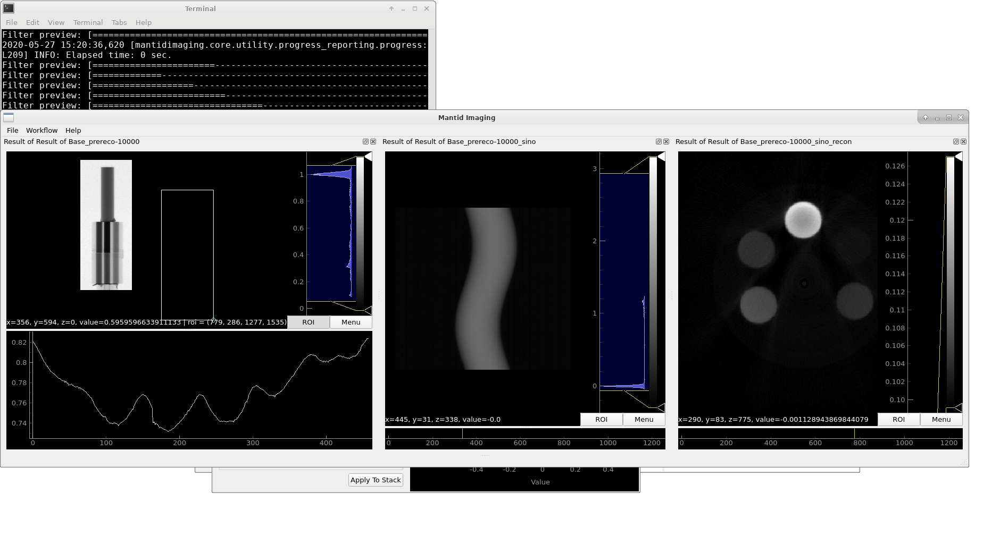 Terminal
File Edit View Terminal Tabs Help
Filter preview: [===============================================================
2020-05-27 15:20:36,620 [mantidimaging.core.utility.progress_reporting.progress:
L209] INFO: Elapsed time: 0 sec.
Filter preview: [=======================----------------------------------------
Filter preview: [=============--------------------------------------------------
Filter preview: [===================--------------------------------------------
Filter preview: [=========================--------------------------------------
Filter preview: [================================-------------------------------
Mantid Imaging
File Workflow Help
Result of Result of Base_prereco-10000
1
0.8
0.6
0.4
0.2
0
x=356, y=594, z=0, value=0.5959596633911133 | roi = (779, 286, 1277, 1535)
ROI Menu
0.82
0.8
0.78
0.76
0.74
0 100 200 300 400
Result of Result of Base_prereco-10000_sino
3
2
1
0
x=445, y=31, z=338, value=-0.0
ROI Menu
0 200 400 600 800 1000 1200
Result of Result of Base_prereco-10000_sino_recon
0.126
0.124
0.122
0.12
0.118
0.116
0.114
0.112
0.11
0.108
0.106
0.104
0.102
0.10
x=290, y=83, z=775, value=-0.001128943869844079
ROI Menu
0 200 400 600 800 1000 1200
-0.4 -0.2 0 0.2 0.4
Apply To Stack
Value